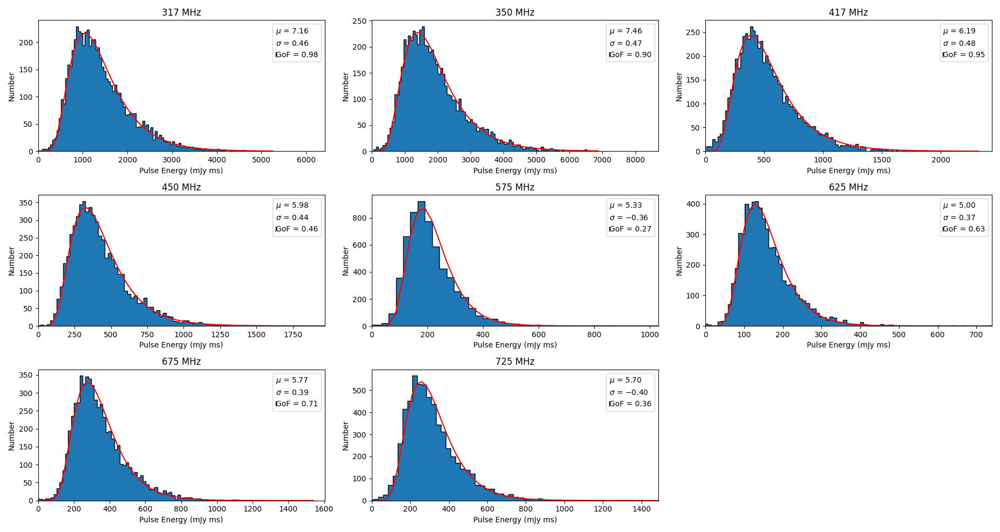 317 MHz
Number
0
50
100
150
200
μ = 7.16
σ = 0.46
GoF = 0.98
0 1000 2000 3000 4000 5000 6000
Pulse Energy (mJy ms)
350 MHz
Number
0
50
100
150
200
250
μ = 7.46
σ = 0.47
GoF = 0.90
0 1000 2000 3000 4000 5000 6000 7000 8000
Pulse Energy (mJy ms)
417 MHz
Number
0
50
100
150
200
250
μ = 6.19
σ = 0.48
GoF = 0.95
0 500 1000 1500 2000
Pulse Energy (mJy ms)
450 MHz
Number
0
50
100
150
200
250
300
350
μ = 5.98
σ = 0.44
GoF = 0.46
0 250 500 750 1000 1250 1500 1750
Pulse Energy (mJy ms)
575 MHz
Number
0
200
400
600
800
μ = 5.33
σ = −0.36
GoF = 0.27
0 200 400 600 800 1000
Pulse Energy (mJy ms)
625 MHz
Number
0
100
200
300
400
μ = 5.00
σ = 0.37
GoF = 0.63
0 100 200 300 400 500 600 700
Pulse Energy (mJy ms)
675 MHz
Number
0
50
100
150
200
250
300
350
μ = 5.77
σ = 0.39
GoF = 0.71
0 200 400 600 800 1000 1200 1400 1600
Pulse Energy (mJy ms)
725 MHz
Number
0
100
200
300
400
500
μ = 5.70
σ = −0.40
GoF = 0.36
0 200 400 600 800 1000 1200 1400
Pulse Energy (mJy ms)